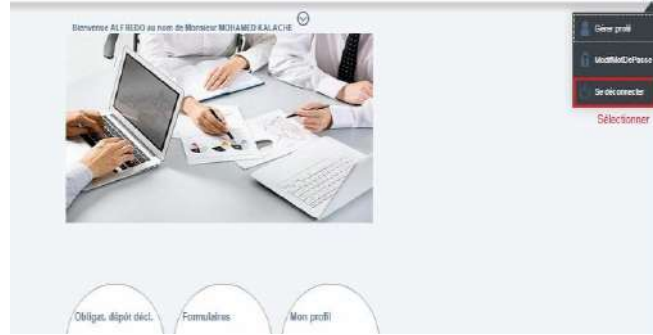 Bienvenue ALFREDO au nom de Monsieur MOHAMED KALACHE
Gérer profil
ModifMotDePasse
Se déconnecter
Sélectionner
Obligat. dépôt décl.
Formulaires
Mon profil